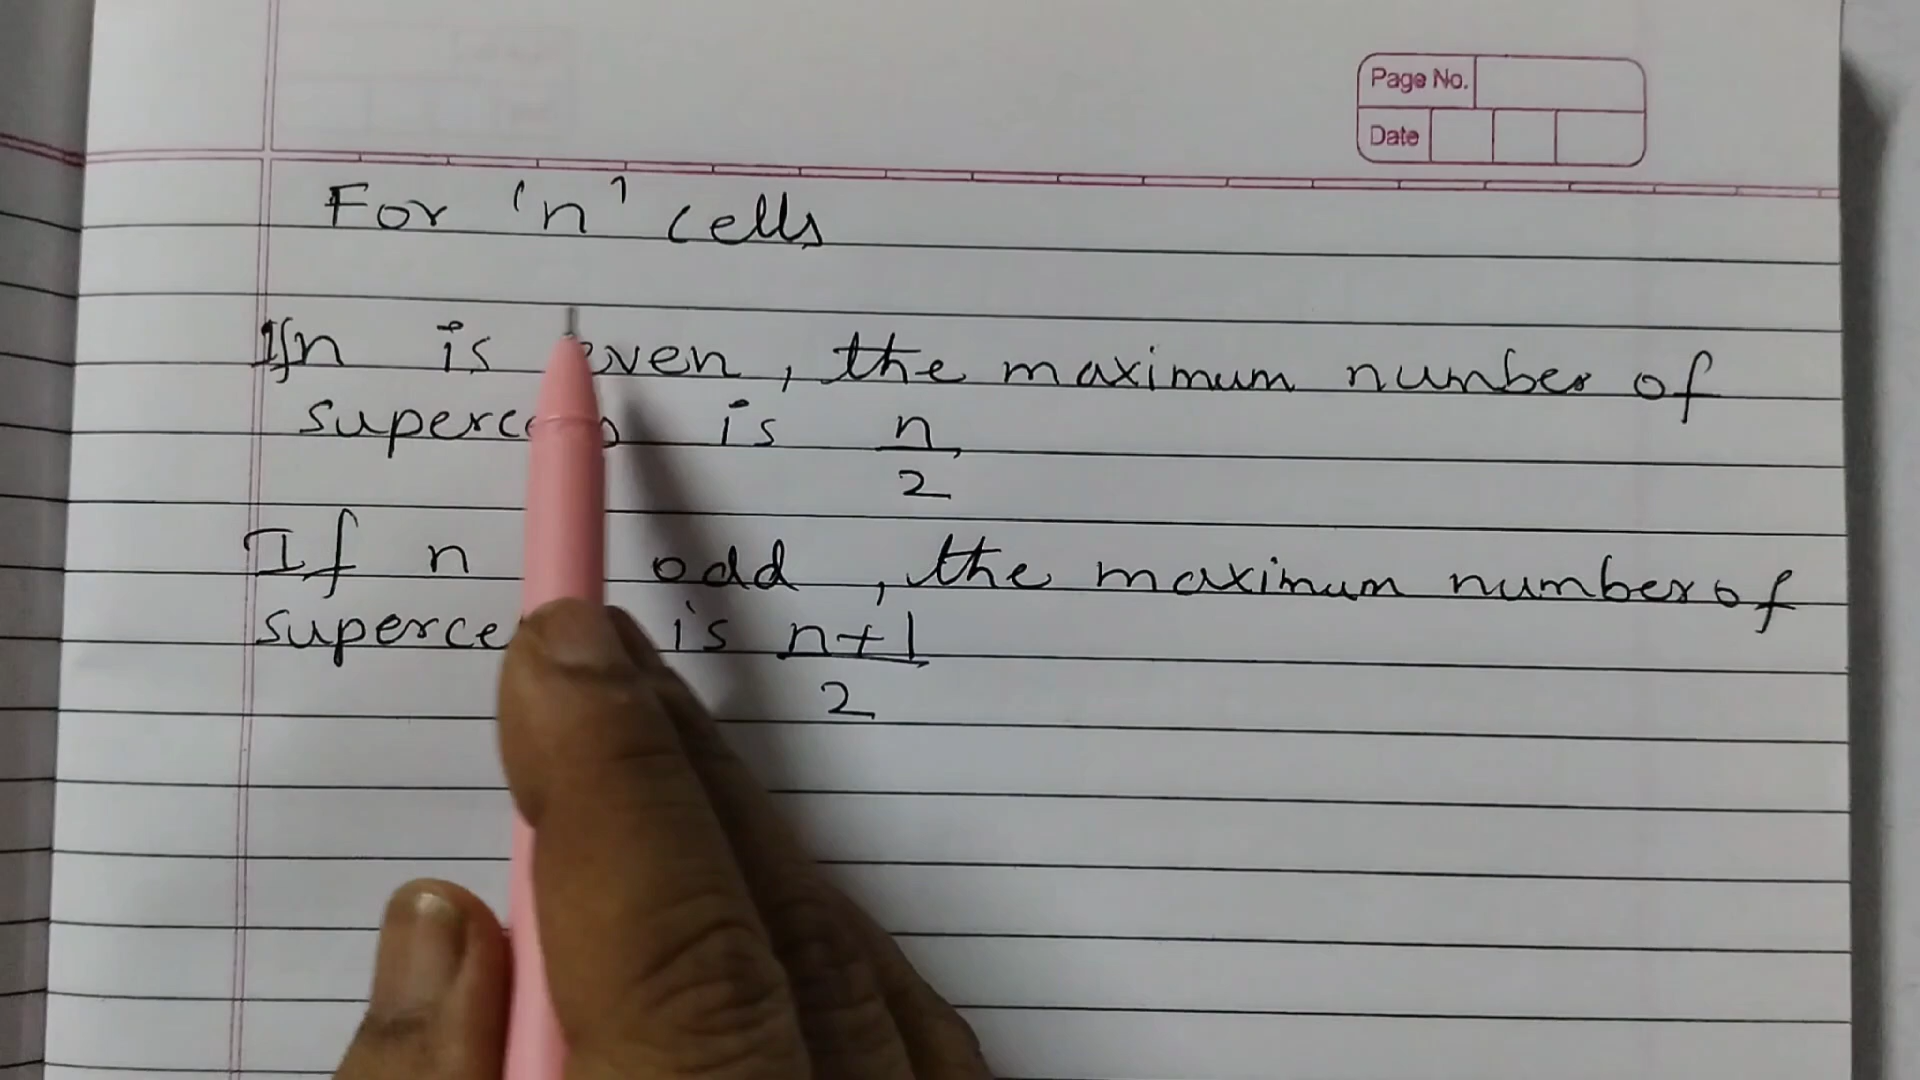 Page No.
Date
For 'n' cells
If n is even, the maximum number of
is n/2
If n odd, the maximum number of
is n+1/2